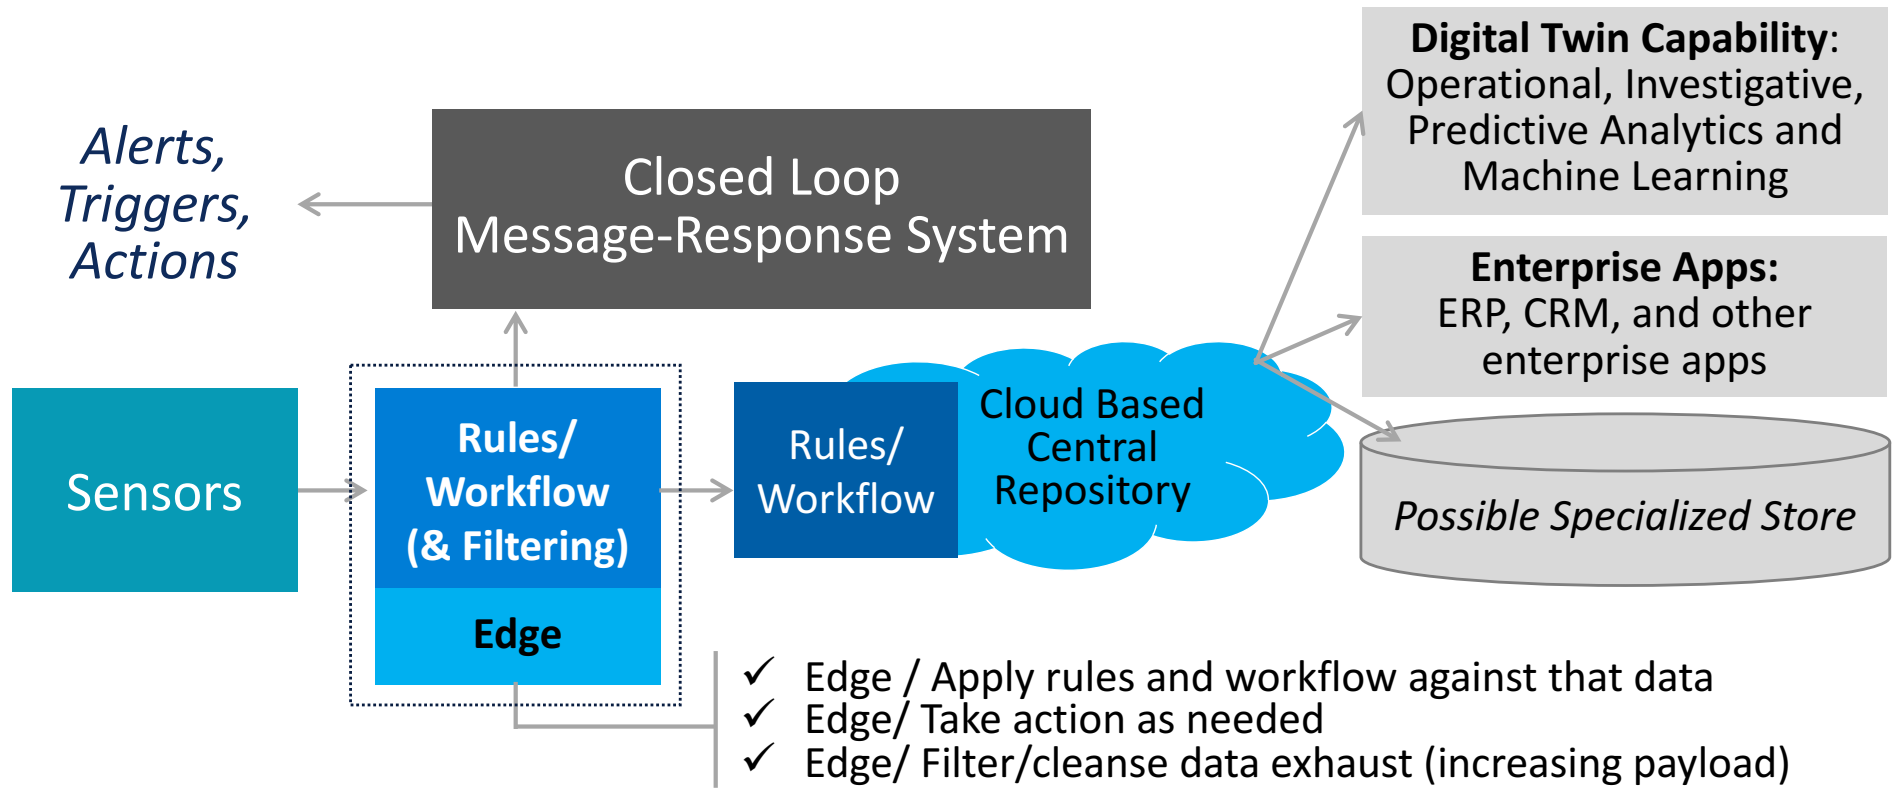 Alerts,
Triggers,
Actions
Closed Loop
Message-Response System
Digital Twin Capability:
Operational, Investigative,
Predictive Analytics and
Machine Learning
Enterprise Apps:
ERP, CRM, and other
enterprise apps
Sensors
Rules/
Workflow
(& Filtering)
Edge
Rules/
Workflow
Cloud Based
Central
Repository
Possible Specialized Store
✓ Edge / Apply rules and workflow against that data
✓ Edge/ Take action as needed
✓ Edge/ Filter/cleanse data exhaust (increasing payload)